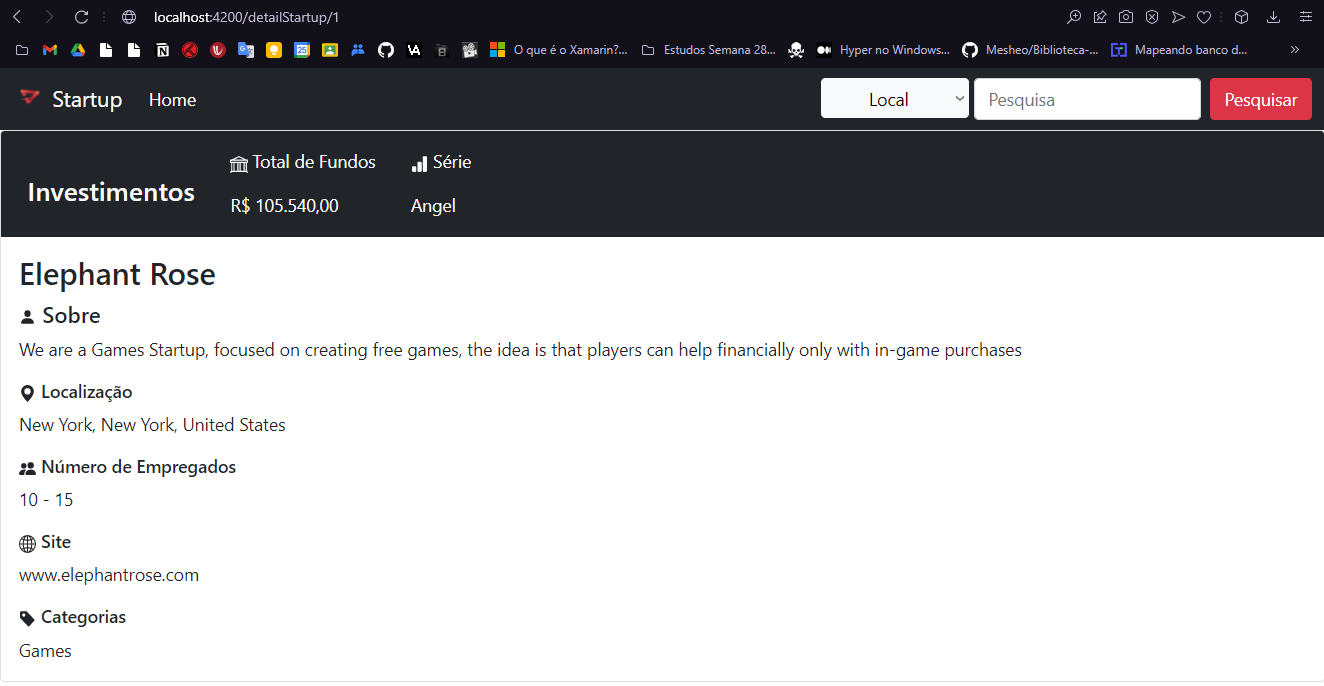 localhost:4200/detailStartup/1
O que é o Xamarin?... Estudos Semana 28... Hyper no Windows... Mesheo/Biblioteca-... Mapeando banco d...
Startup Home Local Pesquisa Pesquisar
Total de Fundos Série
Investimentos
R$ 105.540,00 Angel
Elephant Rose
Sobre
We are a Games Startup, focused on creating free games, the idea is that players can help financially only with in-game purchases
Localização
New York, New York, United States
Número de Empregados
10 - 15
Site
www.elephantrose.com
Categorias
Games